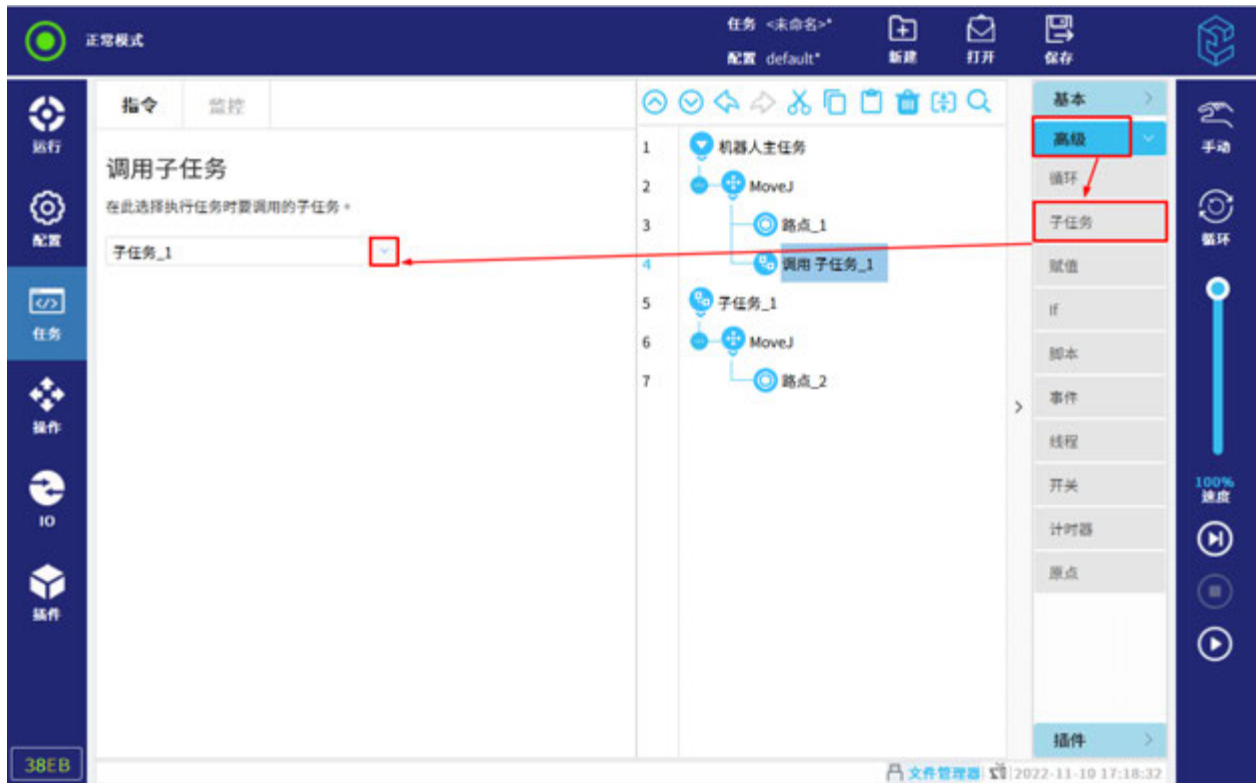 正常模式
任务 <未命名>*
配置 default*
新建
打开
保存
运行
配置
任务
操作
IO
插件
38EB
指令 监控
调用子任务
在此选择执行任务时要调用的子任务。
子任务_1
1 机器人主任务
2 MoveJ
3 路点_1
4 调用 子任务_1
5 子任务_1
6 MoveJ
7 路点_2
基本
高级
循环
子任务
赋值
If
脚本
事件
线程
开关
计时器
原点
插件
手动
循环
100%
速度
文件管理器 2022-11-10 17:18:32